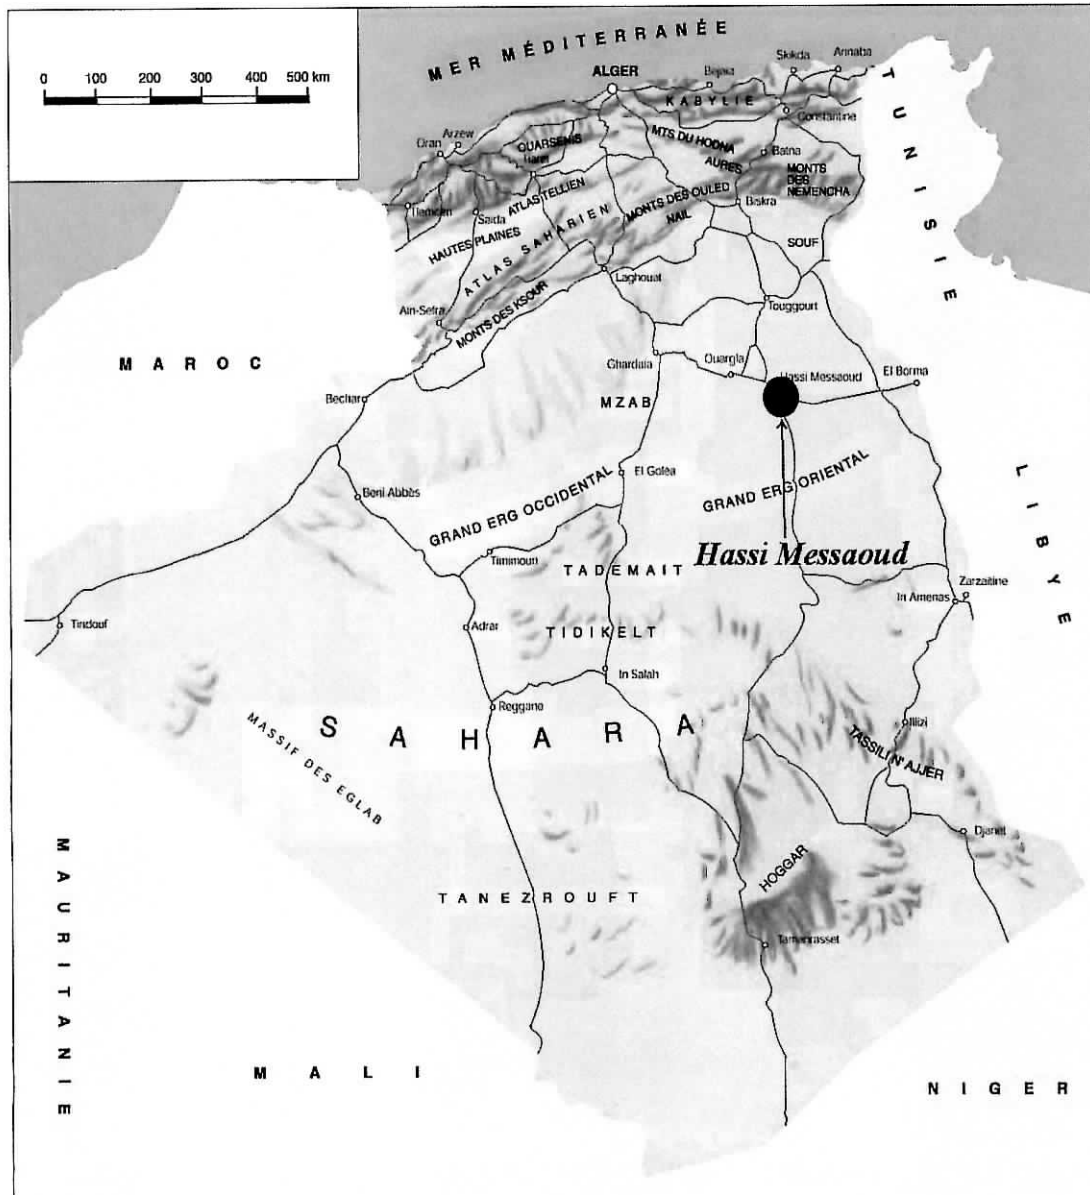 MER MÉDITERRANÉE
0 100 200 300 500 km
ALGER
Bejaia
Skikda
Annaba
TUNISIE
KABYLIE
Constantine
Oran
Arzew
OUARSENIS
Tiaret
MTS DU HODNA
AURES
Batna
MONTS DES NEMENCHA
Tlemcen
Saida
ATLAS TELLIEN
MONTS DES OULED NAIL
Biskra
HAUTES PLAINES
ATLAS SAHARIEN
SOUF
Laghouat
Touggourt
Ain-Sefra
MONTS DES KSOUR
MAROC
Ghardaia
Ouargla
Hassi Messaoud
El Borma
Bechar
MZAB
LIBYE
Beni Abbès
El Goléa
GRAND ERG OCCIDENTAL
GRAND ERG ORIENTAL
Hassi Messaoud
Timimoun
TADEMAIT
In Amenas
Zarzaitine
Tindouf
Adrar
TIDIKELT
In Salah
Reggane
SAHARA
Illizi
MASSIF DES EGLAB
TASSILI N'AJJER
Djanet
MAURITANIE
HOGGAR
TANEZROUFT
Tamanrasset
MALI
NIGER